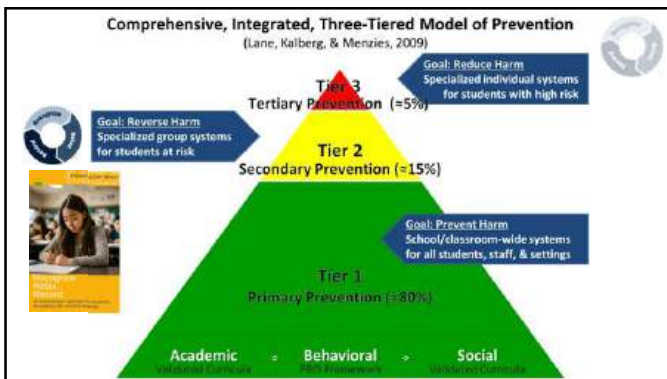 Comprehensive, Integrated, Three-Tiered Model of Prevention
(Lane, Kalberg, & Menzies, 2009)
Goal: Reduce Harm
Specialized individual systems
for students with high risk
Tier 3
Tertiary Prevention (≈5%)
Goal: Reverse Harm
Specialized group systems
for students at risk
Tier 2
Secondary Prevention (≈15%)
Goal: Prevent Harm
School/classroom-wide systems
for all students, staff, & settings
Tier 1
Primary Prevention (≈80%)
Academic ◦ Behavioral ◦ Social
Validated Curricula PBIS Framework Validated Curricula